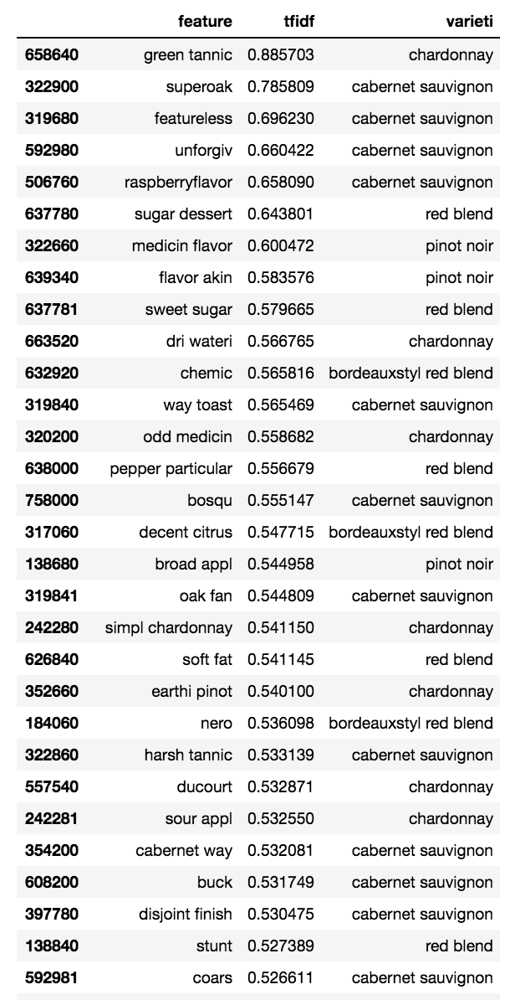 feature tfidf varieti
658640 green tannic 0.885703 chardonnay
322900 superoak 0.785809 cabernet sauvignon
319680 featureless 0.696230 cabernet sauvignon
592980 unforgiv 0.660422 cabernet sauvignon
506760 raspberryflavor 0.658090 cabernet sauvignon
637780 sugar dessert 0.643801 red blend
322660 medicin flavor 0.600472 pinot noir
639340 flavor akin 0.583576 pinot noir
637781 sweet sugar 0.579665 red blend
663520 dri wateri 0.566765 chardonnay
632920 chemic 0.565816 bordeauxstyl red blend
319840 way toast 0.565469 cabernet sauvignon
320200 odd medicin 0.558682 chardonnay
638000 pepper particular 0.556679 red blend
758000 bosqu 0.555147 cabernet sauvignon
317060 decent citrus 0.547715 bordeauxstyl red blend
138680 broad appl 0.544958 pinot noir
319841 oak fan 0.544809 cabernet sauvignon
242280 simpl chardonnay 0.541150 chardonnay
626840 soft fat 0.541145 red blend
352660 earthi pinot 0.540100 chardonnay
184060 nero 0.536098 bordeauxstyl red blend
322860 harsh tannic 0.533139 cabernet sauvignon
557540 ducourt 0.532871 chardonnay
242281 sour appl 0.532550 chardonnay
354200 cabernet way 0.532081 cabernet sauvignon
608200 buck 0.531749 cabernet sauvignon
397780 disjoint finish 0.530475 cabernet sauvignon
138840 stunt 0.527389 red blend
592981 coars 0.526611 cabernet sauvignon